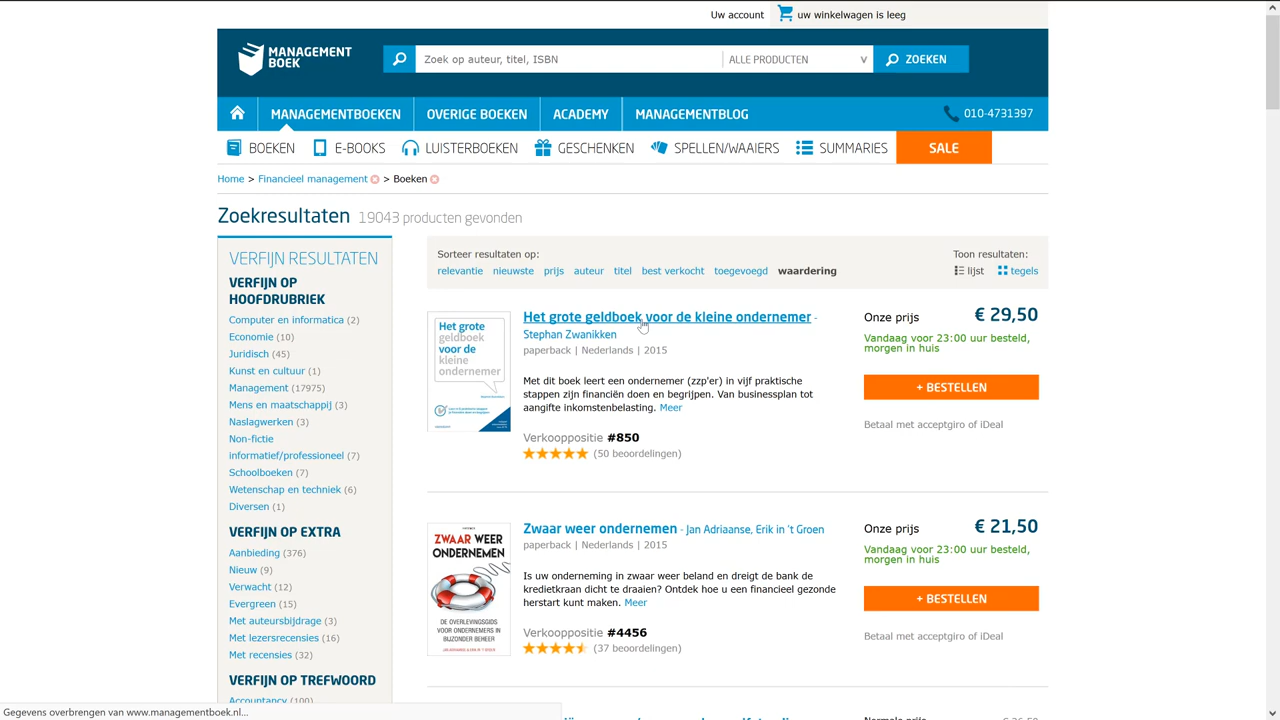 Uw account uw winkelwagen is leeg
MANAGEMENT
BOEK
Zoek op auteur, titel, ISBN ALLE PRODUCTEN ZOEKEN
MANAGEMENTBOEKEN OVERIGE BOEKEN ACADEMY MANAGEMENTBLOG 010-4731397
BOEKEN E-BOOKS LUISTERBOEKEN GESCHENKEN SPELLEN/WAAIERS SUMMARIES SALE
Home > Financieel management > Boeken
Zoekresultaten 19043 producten gevonden
VERFIJN RESULTATEN
VERFIJN OP
HOOFDRUBRIEK
Computer en informatica (2)
Economie (10)
Juridisch (45)
Kunst en cultuur (1)
Management (17975)
Mens en maatschappij (3)
Naslagwerken (3)
Non-fictie
informatief/professioneel (7)
Schoolboeken (7)
Wetenschap en techniek (6)
Diversen (1)
VERFIJN OP EXTRA
Aanbieding (376)
Nieuw (9)
Verwacht (12)
Evergreen (15)
Met auteursbijdrage (3)
Met lezersrecensies (16)
Met recensies (32)
VERFIJN OP TREFWOORD
Accountancy (100)
Sorteer resultaten op: Toon resultaten:
relevantie nieuwste prijs auteur titel best verkocht toegevoegd waardering lijst tegels
Het grote
geldboek
voor de
kleine
ondernemer
Het grote geldboek voor de kleine ondernemer -
Stephan Zwanikken
paperback | Nederlands | 2015
Met dit boek leert een ondernemer (zzp'er) in vijf praktische
stappen zijn financiën doen en begrijpen. Van businessplan tot
aangifte inkomstenbelasting. Meer
Verkooppositie #850
(50 beoordelingen)
Onze prijs € 29,50
Vandaag voor 23:00 uur besteld,
morgen in huis
+ BESTELLEN
Betaal met acceptgiro of iDeal
ZWAAR WEER
ONDERNEMEN
DE OVERLEVINGSGIDS
VOOR ONDERNEMERS IN
BIJZONDER BEHEER
Zwaar weer ondernemen - Jan Adriaanse, Erik in 't Groen
paperback | Nederlands | 2015
Is uw onderneming in zwaar weer beland en dreigt de bank de
kredietkraan dicht te draaien? Ontdek hoe u een financieel gezonde
herstart kunt maken. Meer
Verkooppositie #4456
(37 beoordelingen)
Onze prijs € 21,50
Vandaag voor 23:00 uur besteld,
morgen in huis
+ BESTELLEN
Betaal met acceptgiro of iDeal
Gegevens overbrengen van www.managementboek.nl...